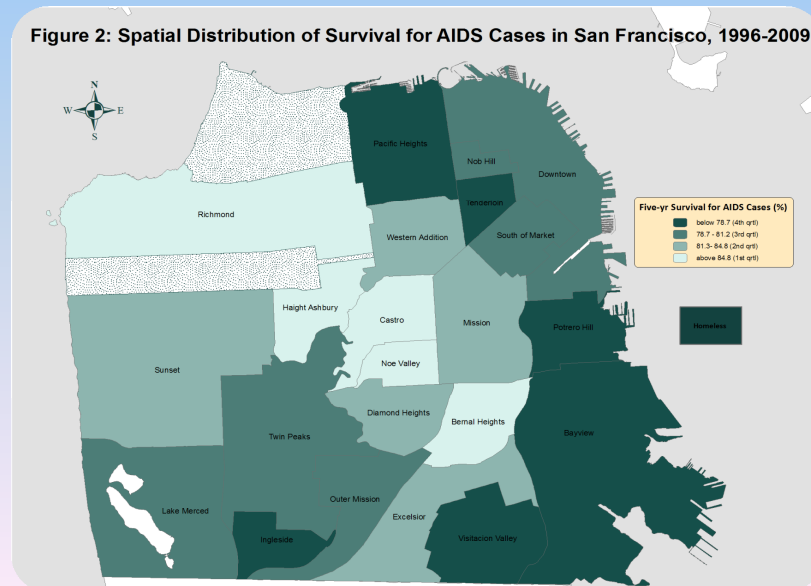 Figure 2: Spatial Distribution of Survival for AIDS Cases in San Francisco, 1996-2009
N
W E
S
Pacific Heights
Nob Hill
Downtown
Tenderloin
Richmond
Western Addition
South of Market
Five-yr Survival for AIDS Cases (%)
below 78.7 (4th qrtl)
78.7 - 81.2 (3rd qrtl)
81.3- 84.8 (2nd qrtl)
above 84.8 (1st qrtl)
Haight Ashbury
Castro
Mission
Potrero Hill
Homeless
Noe Valley
Sunset
Diamond Heights
Bernal Heights
Twin Peaks
Bayview
Outer Mission
Lake Merced
Excelsior
Ingleside
Visitacion Valley